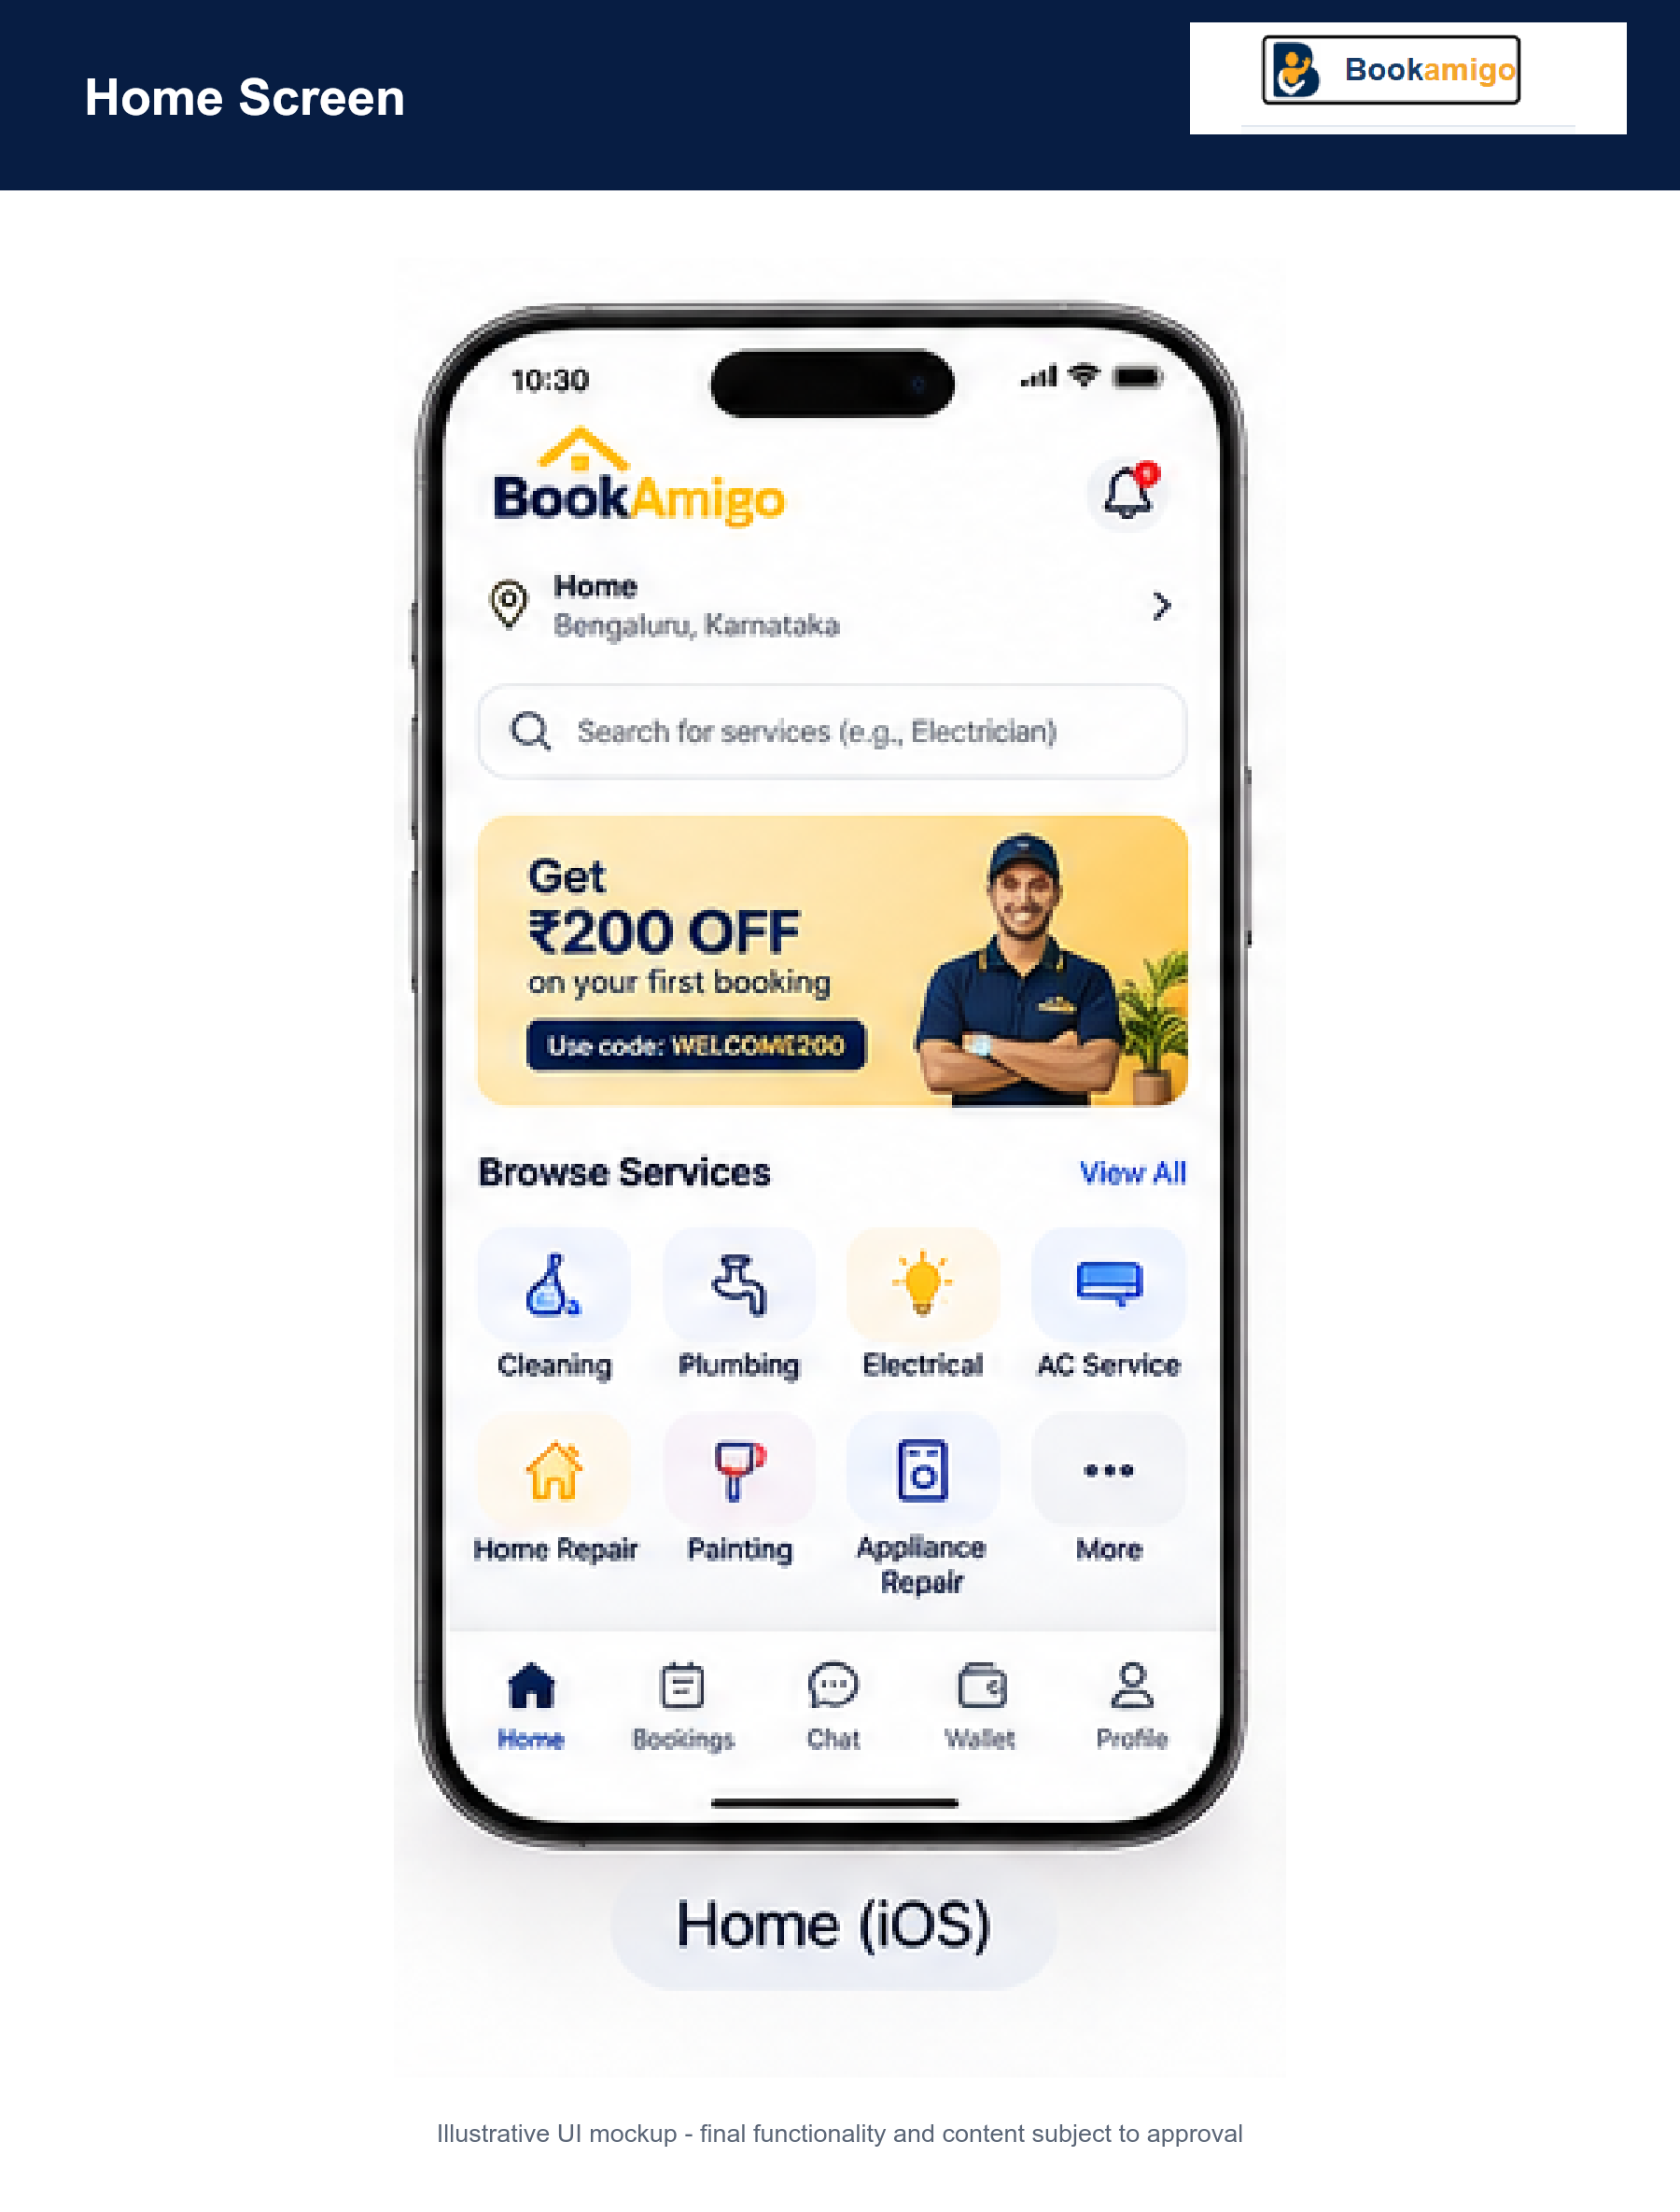 Home Screen
Bookamigo
10:30
BookAmigo
Home
Bengaluru, Karnataka
Search for services (e.g., Electrician)
Get
₹200 OFF
on your first booking
Use code: WELCOME200
Browse Services
View All
Cleaning Plumbing Electrical AC Service
Home Repair Painting Appliance Repair More
Home Bookings Chat Wallet Profile
Home (iOS)
Illustrative UI mockup - final functionality and content subject to approval